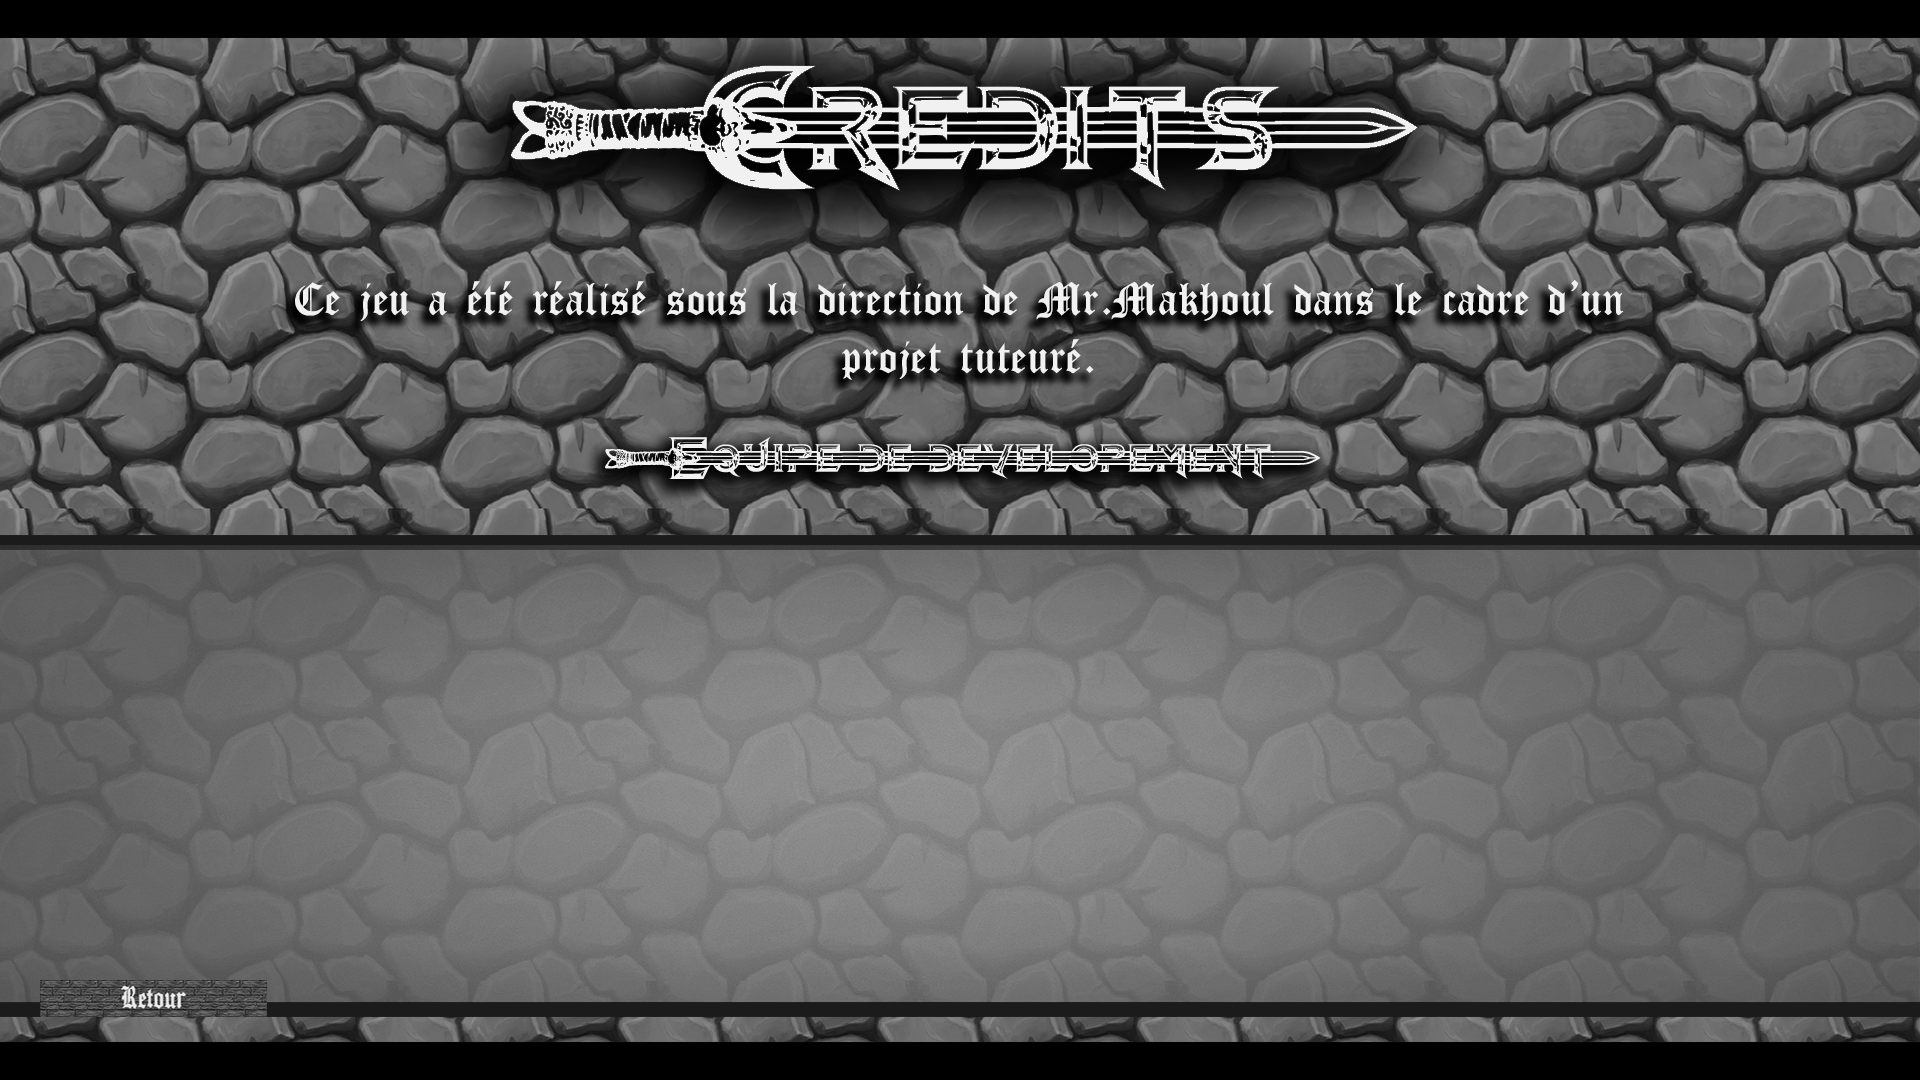 CREDITS
Ce jeu a été réalisé sous la direction de Mr.Makhoul dans le cadre d'un
projet tuteuré.
EQUIPE DE DEVELOPEMENT
Retour